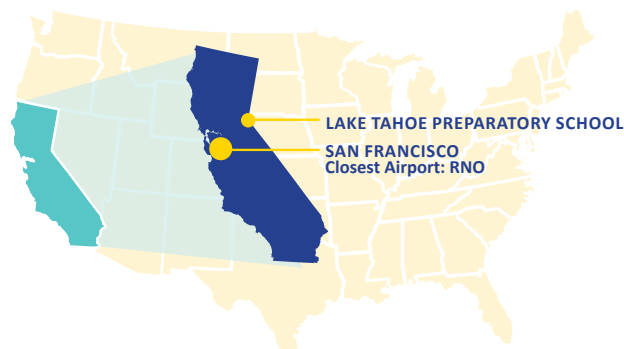 LAKE TAHOE PREPARATORY SCHOOL
SAN FRANCISCO
Closest Airport: RNO